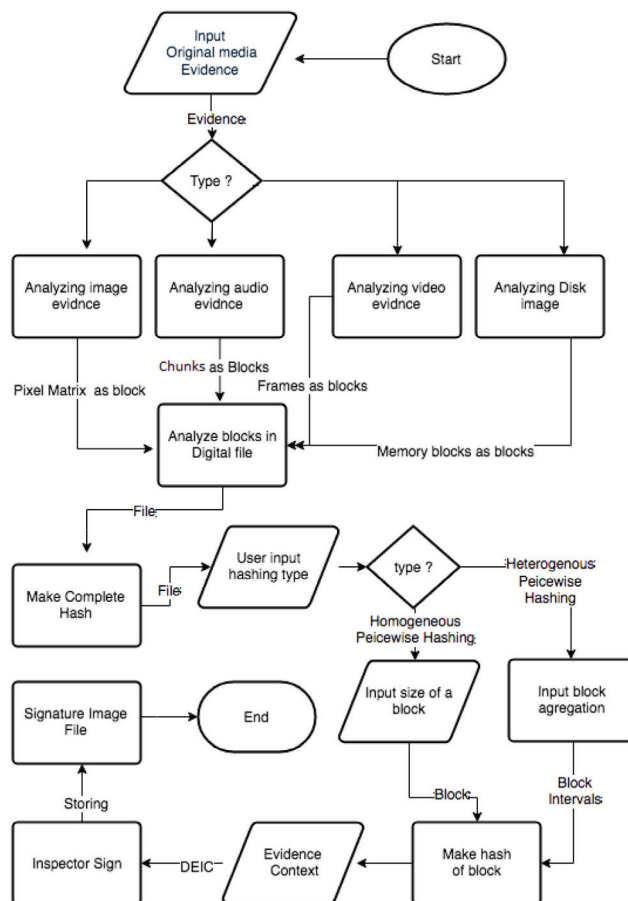 Input
Original media
Evidence
Start
Evidence:
Type ?
Analyzing image
evidnce
Analyzing audio
evidnce
Analyzing video
evidnce
Analyzing Disk
image
Pixel Matrix as block
Chunks as Blocks
Frames as blocks
Memory blocks as blocks
Analyze blocks in
Digital file
File:
Make Complete
Hash
File:
User input
hashing type
type ?
Heterogenous
Peicewise
Hashing
Homogeneous
Peicewise Hashing
Input size of a
block
Input block
agregation
Signature Image
File
End
Block:
Block
Intervals
Storing
Inspector Sign
DEIC
Evidence
Context
Make hash
of block